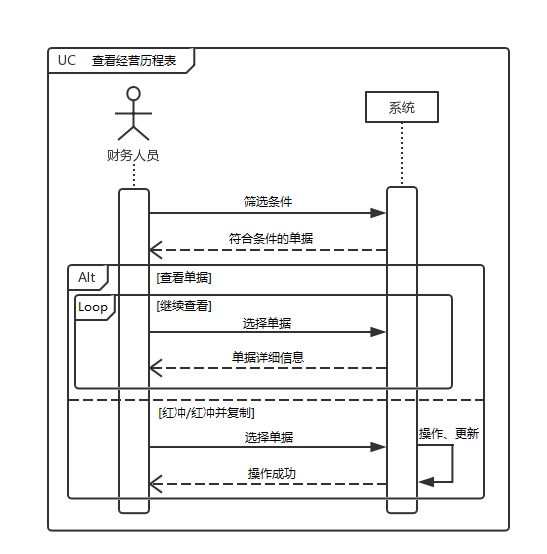 UC 查看经营历程表
系统
财务人员
筛选条件
符合条件的单据
Alt [查看单据]
Loop [继续查看]
选择单据
单据详细信息
[红冲/红冲并复制]
选择单据 操作、更新
操作成功